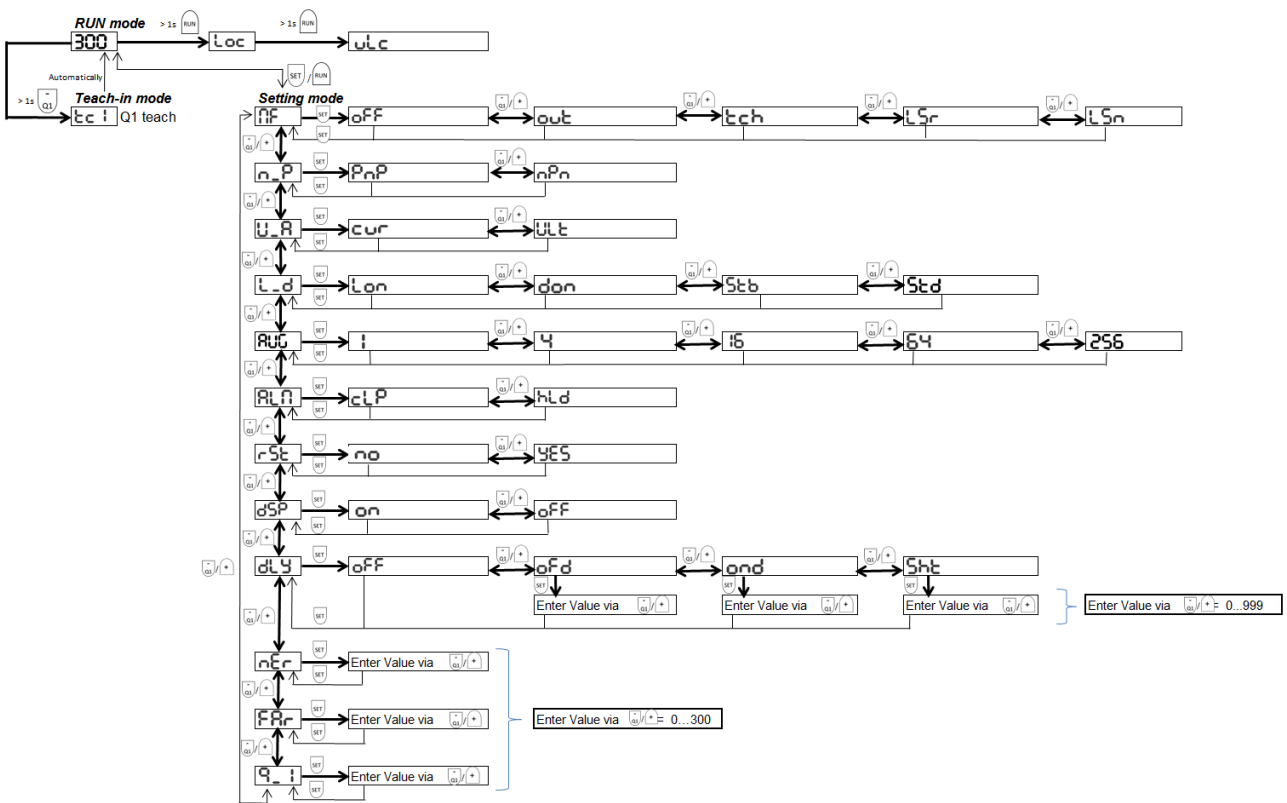 RUN mode
> 1s RUN > 1s RUN
300 Loc uLc
Automatically SET / RUN
> 1s - Q1 Teach-in mode Setting mode
tc1 Q1 teach
MF SET oFF - Q1 / + out - Q1 / + tch - Q1 / + LSr - Q1 / + LSn
SET
- Q1 / +
n_P SET PnP - Q1 / + nPn
SET
- Q1 / +
U_A SET cur - Q1 / + ULt
SET
- Q1 / +
L_d SET Lon - Q1 / + don - Q1 / + Stb - Q1 / + Std
SET
- Q1 / +
AUG SET 1 - Q1 / + 4 - Q1 / + 16 - Q1 / + 64 - Q1 / + 256
SET
- Q1 / +
ALM SET cLP - Q1 / + hLd
SET
- Q1 / +
rSt SET no - Q1 / + YES
SET
- Q1 / +
dSP SET on - Q1 / + oFF
SET
- Q1 / +
- Q1 / + dLY SET oFF - Q1 / + oFd - Q1 / + ond - Q1 / + Sht
SET SET SET
Enter Value via - Q1 / + Enter Value via - Q1 / + Enter Value via - Q1 / + Enter Value via - Q1 / + = 0...999
- Q1 / + SET
nEr SET Enter Value via - Q1 / +
SET
- Q1 / +
FAr SET Enter Value via - Q1 / + Enter Value via - Q1 / + = 0...300
SET
- Q1 / +
q_1 SET Enter Value via - Q1 / +
SET